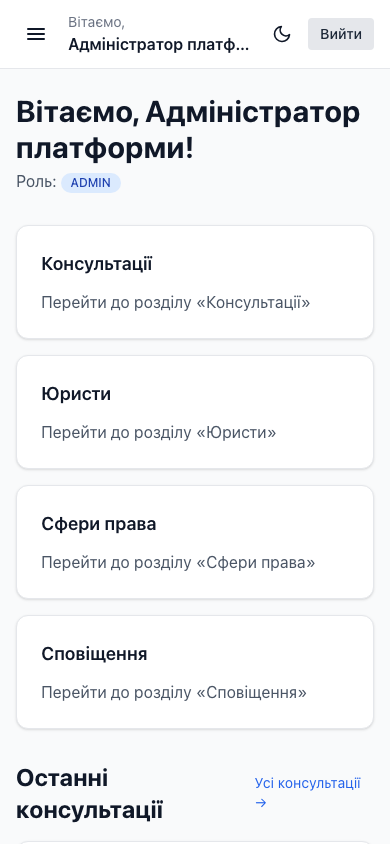 Вітаємо,
Адміністратор платф...
Вийти
Вітаємо, Адміністратор
платформи!
Роль: ADMIN
Консультації
Перейти до розділу «Консультації»
Юристи
Перейти до розділу «Юристи»
Сфери права
Перейти до розділу «Сфери права»
Сповіщення
Перейти до розділу «Сповіщення»
Останні
консультації
Усі консультації
→